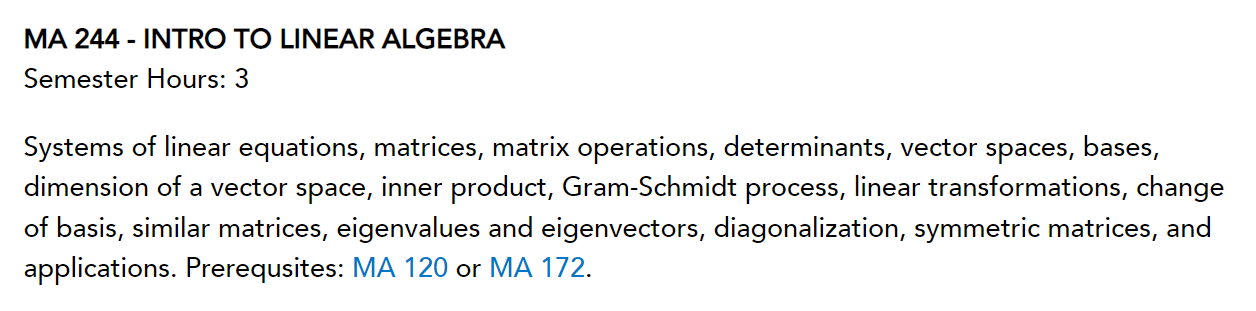 MA 244 - INTRO TO LINEAR ALGEBRA
Semester Hours: 3
Systems of linear equations, matrices, matrix operations, determinants, vector spaces, bases,
dimension of a vector space, inner product, Gram-Schmidt process, linear transformations, change
of basis, similar matrices, eigenvalues and eigenvectors, diagonalization, symmetric matrices, and
applications. Prerequsites: MA 120 or MA 172.